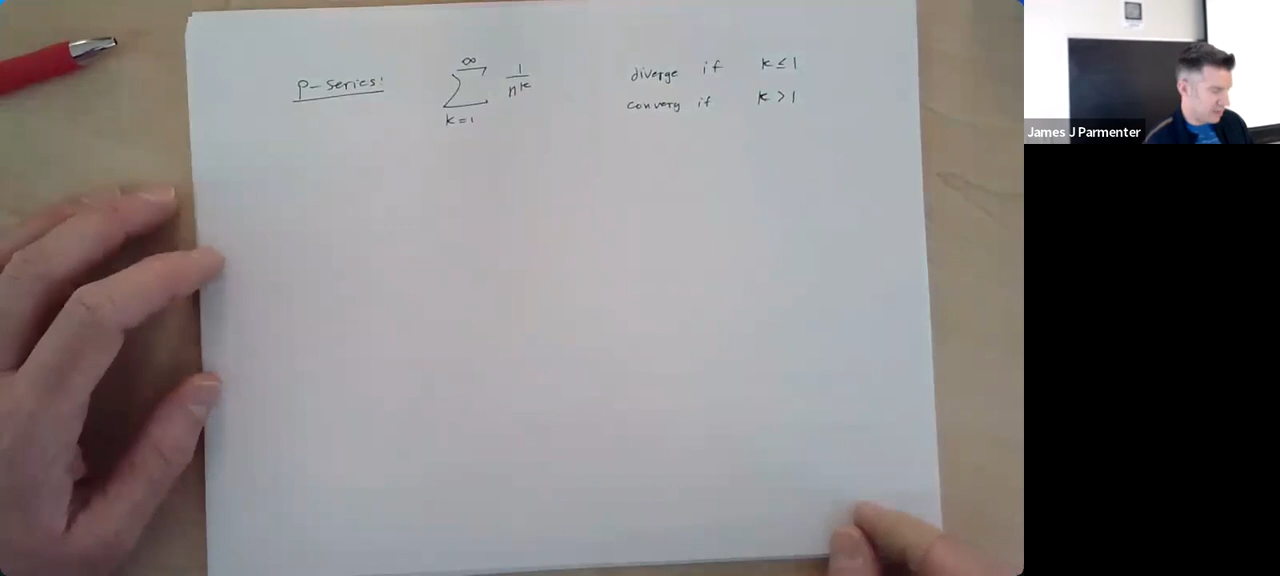 p-series:
∞
∑ 1/n^k
k=1
diverge if k ≤ 1
converg if k > 1
James J Parmenter